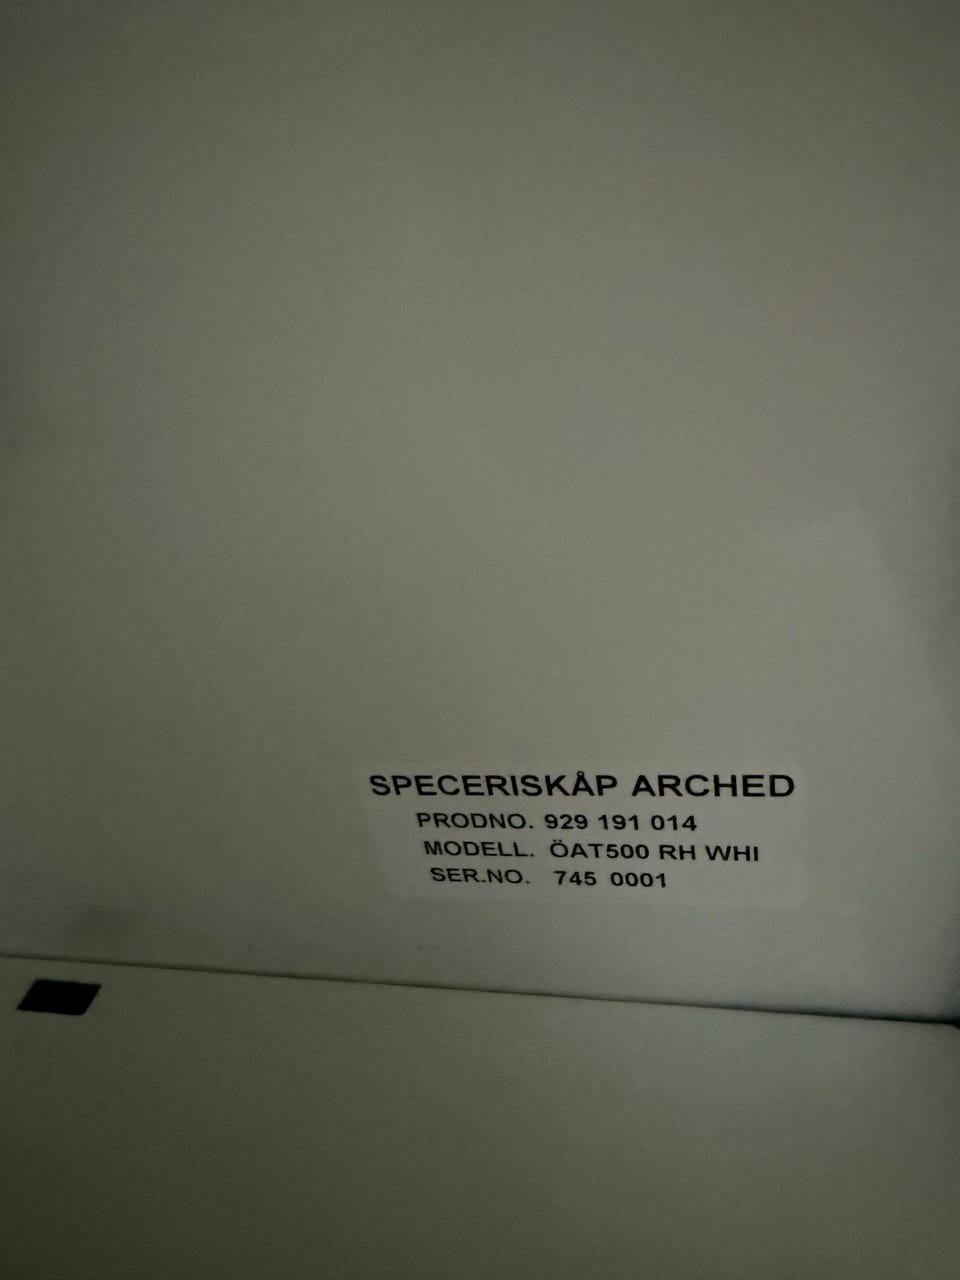 SPECERISKÅP ARCHED
PRODNO. 929 191 014
MODELL. ÖAT500 RH WHI
SER.NO. 745 0001